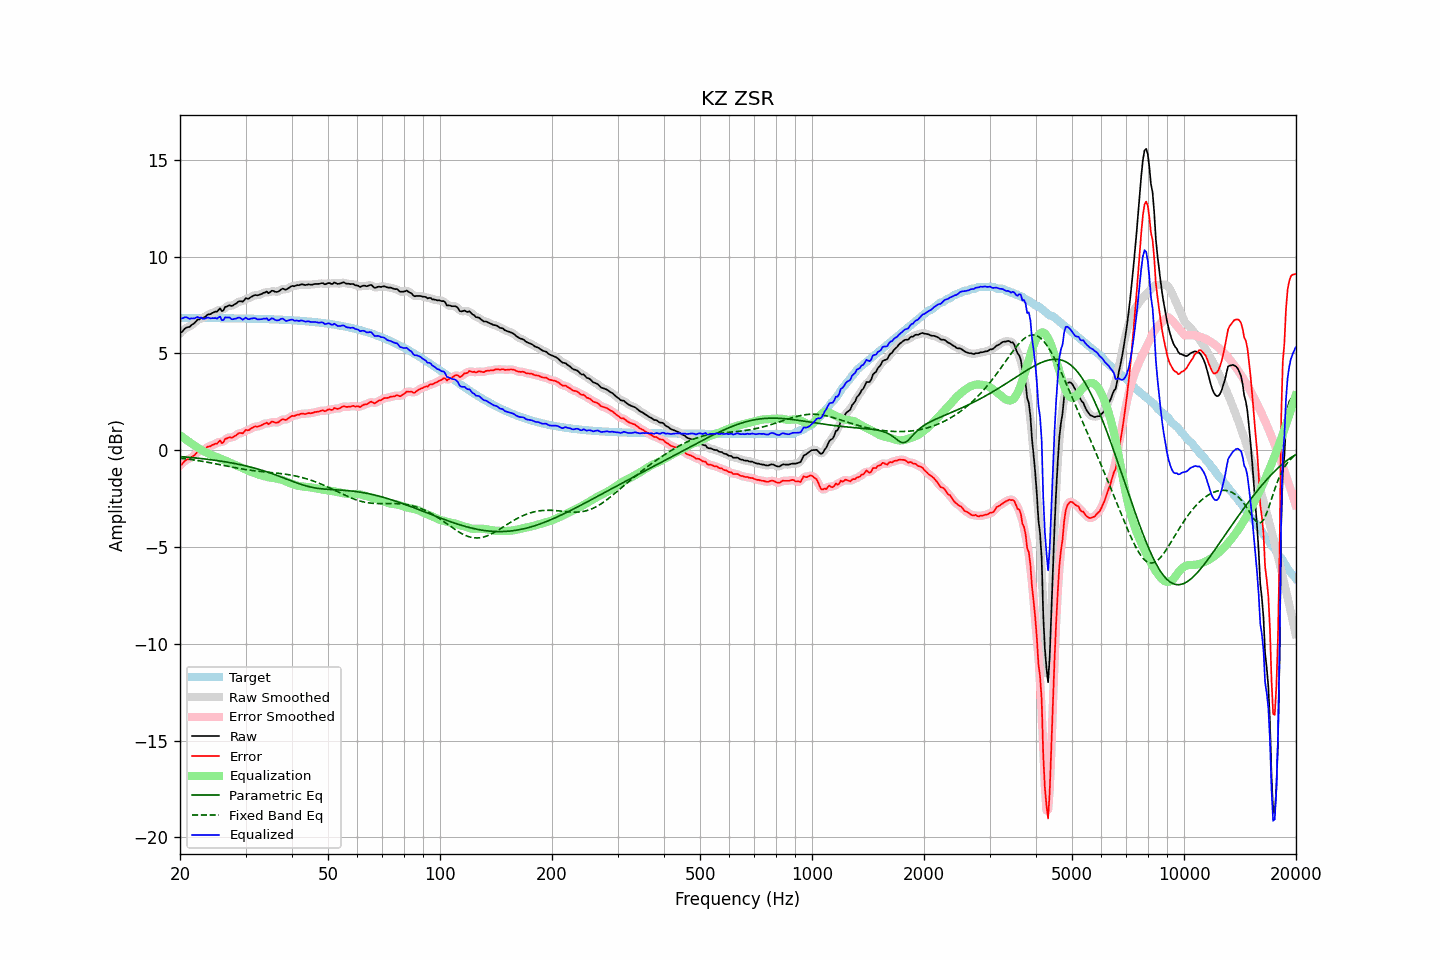 KZ ZSR
Amplitude (dBr)
15
10
5
0
−5
−10
−15
−20
Target
Raw Smoothed
Error Smoothed
Raw
Error
Equalization
Parametric Eq
Fixed Band Eq
Equalized
20 50 100 200 500 1000 2000 5000 10000 20000
Frequency (Hz)